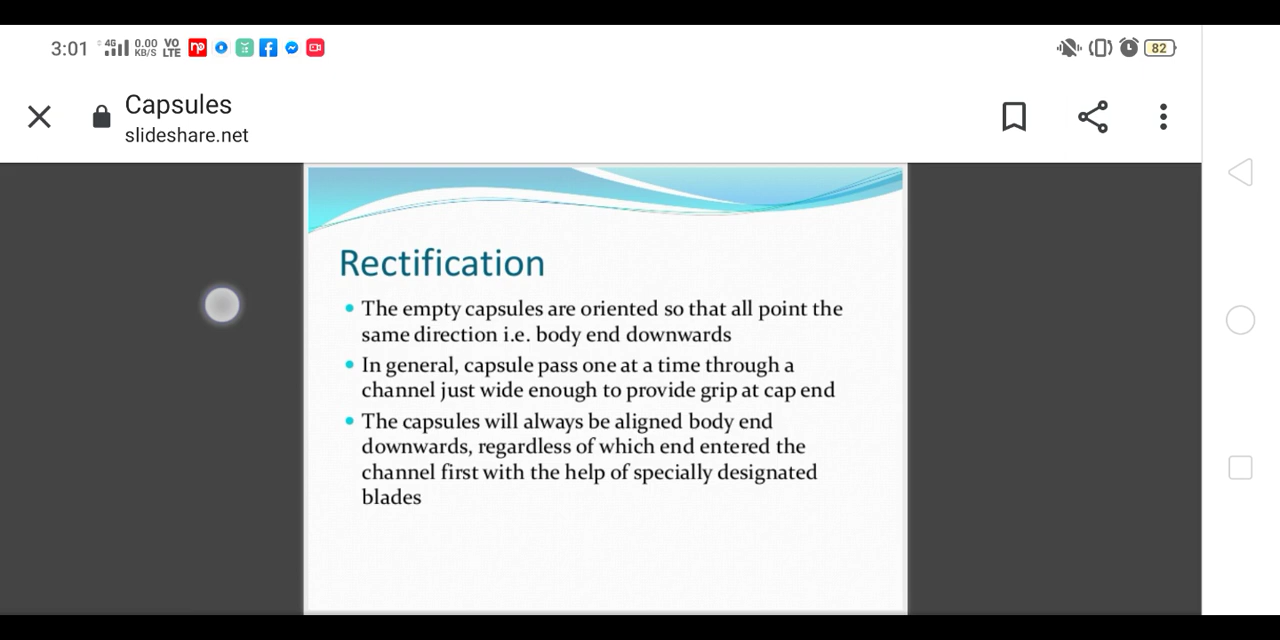 3:01 4G 0.00 KB/S VO LTE np 82
Capsules
slideshare.net
Rectification
• The empty capsules are oriented so that all point the
same direction i.e. body end downwards
• In general, capsule pass one at a time through a
channel just wide enough to provide grip at cap end
• The capsules will always be aligned body end
downwards, regardless of which end entered the
channel first with the help of specially designated
blades